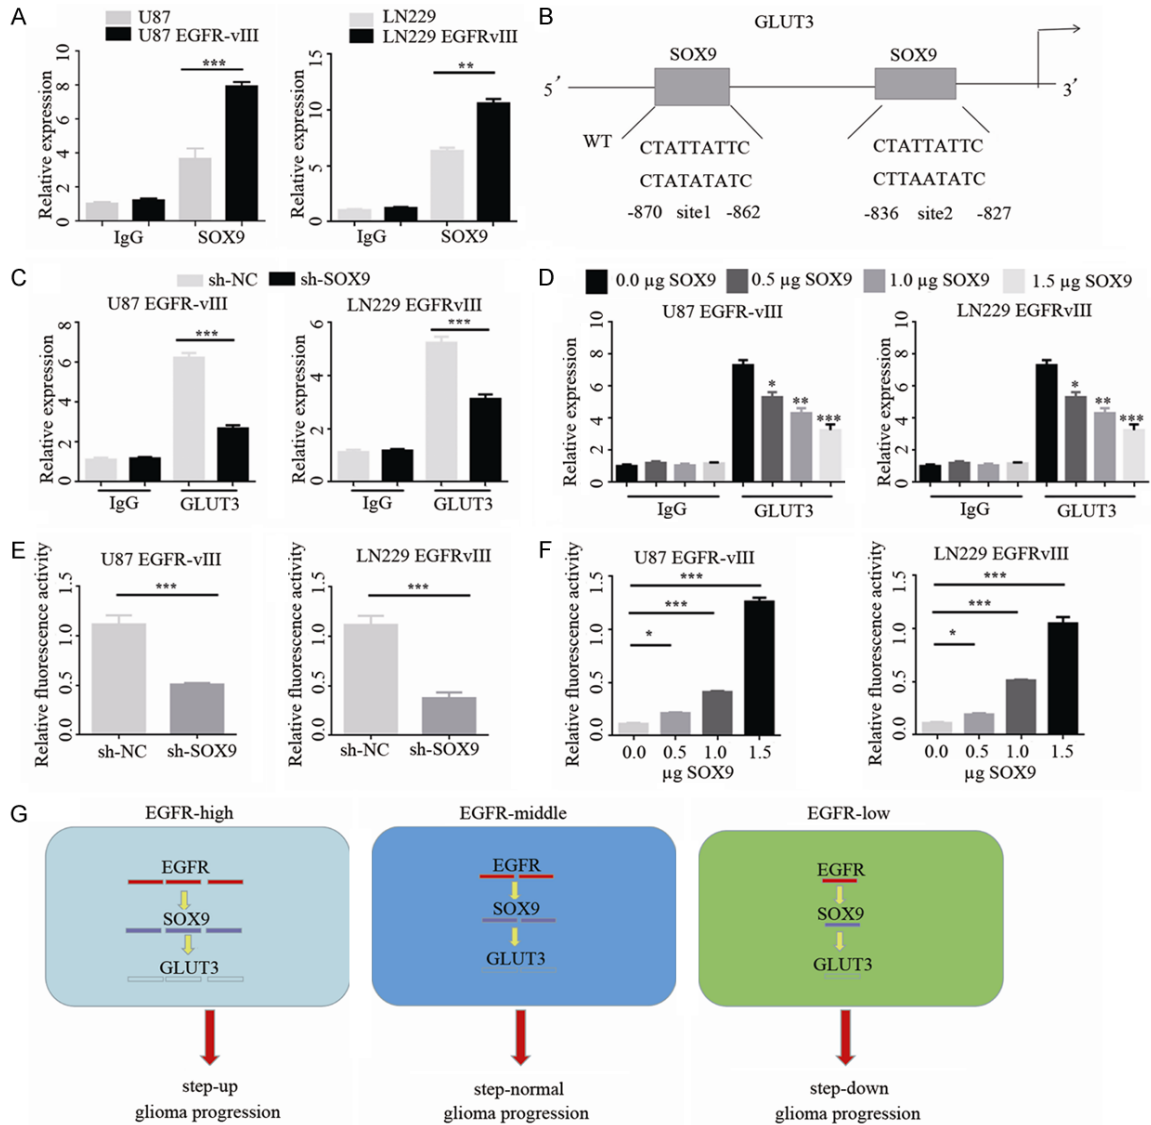 A
U87
U87 EGFR-vIII
Relative expression
10
8
6
4
2
0
***
IgG
SOX9
LN229
LN229 EGFRvIII
Relative expression
15
10
5
0
**
IgG
SOX9
B
GLUT3
SOX9
SOX9
5´
3´
WT
CTATTATTC
CTATTATTC
CTATATATC
CTTAATATC
-870 site1 -862
-836 site2 -827
C
sh-NC
sh-SOX9
U87 EGFR-vIII
Relative expression
8
6
4
2
0
***
IgG
GLUT3
LN229 EGFRvIII
Relative expression
6
4
2
0
***
IgG
GLUT3
D
0.0 µg SOX9
0.5 µg SOX9
1.0 µg SOX9
1.5 µg SOX9
U87 EGFR-vIII
Relative expression
10
8
6
4
2
0
*
**
***
IgG
GLUT3
LN229 EGFRvIII
Relative expression
10
8
6
4
2
0
*
**
***
IgG
GLUT3
E
U87 EGFR-vIII
Relative fluorescence activity
1.5
1.0
0.5
0.0
***
sh-NC
sh-SOX9
LN229 EGFRvIII
Relative fluorescence activity
1.5
1.0
0.5
0.0
***
sh-NC
sh-SOX9
F
U87 EGFR-vIII
Relative fluorescence activity
1.5
1.0
0.5
0.0
***
***
*
0.0 0.5 1.0 1.5
µg SOX9
LN229 EGFRvIII
Relative fluorescence activity
1.5
1.0
0.5
0.0
***
***
*
0.0 0.5 1.0 1.5
µg SOX9
G
EGFR-high
EGFR
SOX9
GLUT3
step-up
glioma progression
EGFR-middle
EGFR
SOX9
GLUT3
step-normal
glioma progression
EGFR-low
EGFR
SOX9
GLUT3
step-down
glioma progression